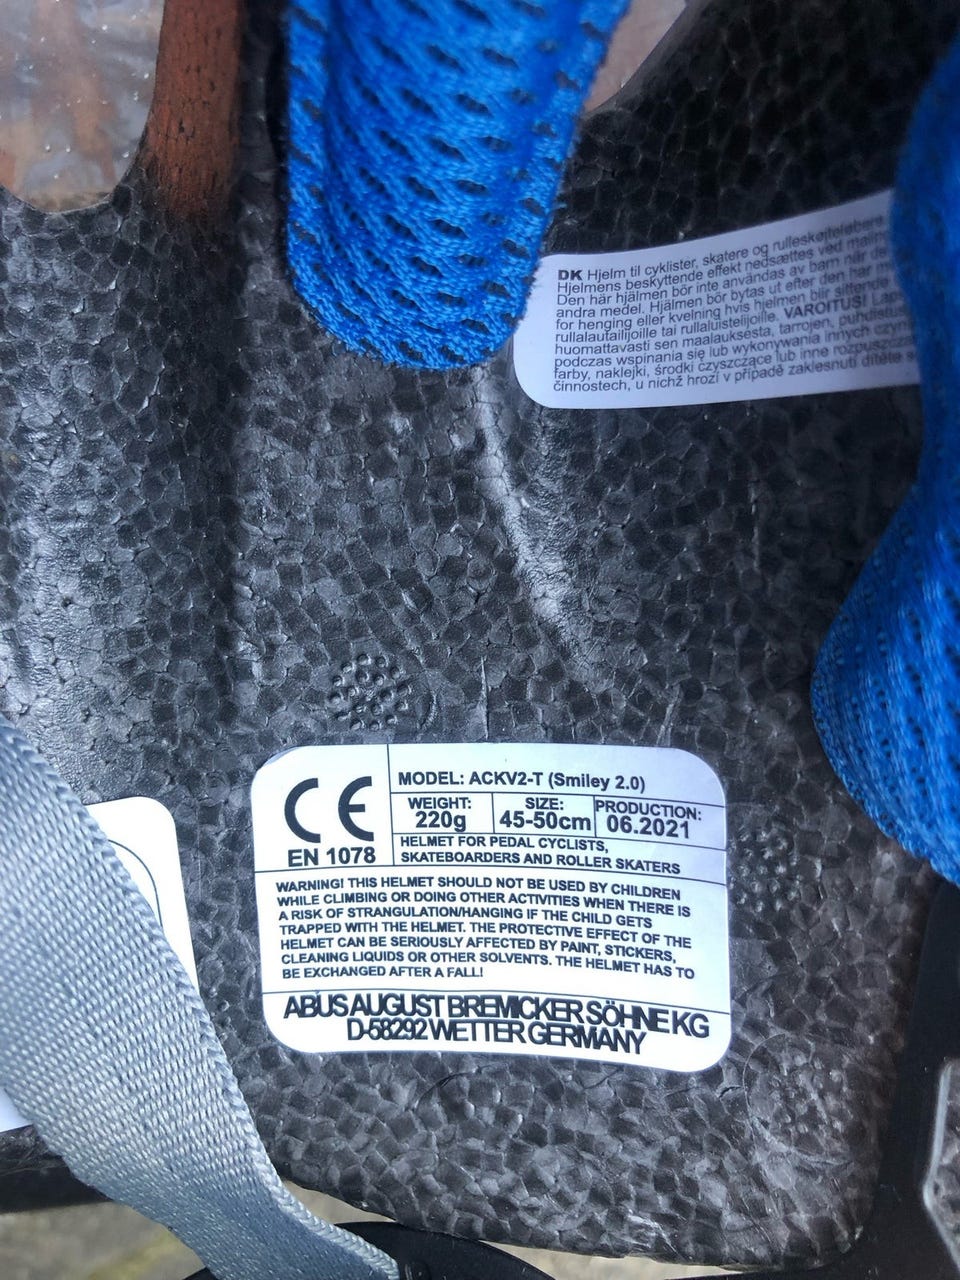 DK Hjelm til cyklister, skatere og rulleskøjteløbere
Hjelmens beskyttende effekt nedsættes ved
Den här hjälmen bör inte användas av barn när
andra medel. Hjälmen bör bytas ut efter den har
for henging eller kvelning hvis hjelmen blir sittende
rullalautailijoille tai rullaluistelijoille. VAROITUS!
huomattavasti sen maalauksesta, tarrojen,
podczas wspinania się lub wykonywania innych
farby, naklejki, środki czyszczące lub inne
činnostech, u nichž hrozí v případě zaklesnutí dítěte
CE
EN 1078
MODEL: ACKV2-T (Smiley 2.0)
WEIGHT: SIZE: PRODUCTION:
220g 45-50cm 06.2021
HELMET FOR PEDAL CYCLISTS,
SKATEBOARDERS AND ROLLER SKATERS
WARNING! THIS HELMET SHOULD NOT BE USED BY CHILDREN
WHILE CLIMBING OR DOING OTHER ACTIVITIES WHEN THERE IS
A RISK OF STRANGULATION/HANGING IF THE CHILD GETS
TRAPPED WITH THE HELMET. THE PROTECTIVE EFFECT OF THE
HELMET CAN BE SERIOUSLY AFFECTED BY PAINT, STICKERS,
CLEANING LIQUIDS OR OTHER SOLVENTS. THE HELMET HAS TO
BE EXCHANGED AFTER A FALL!
ABUS AUGUST BREMICKER SÖHNE KG
D-58292 WETTER GERMANY